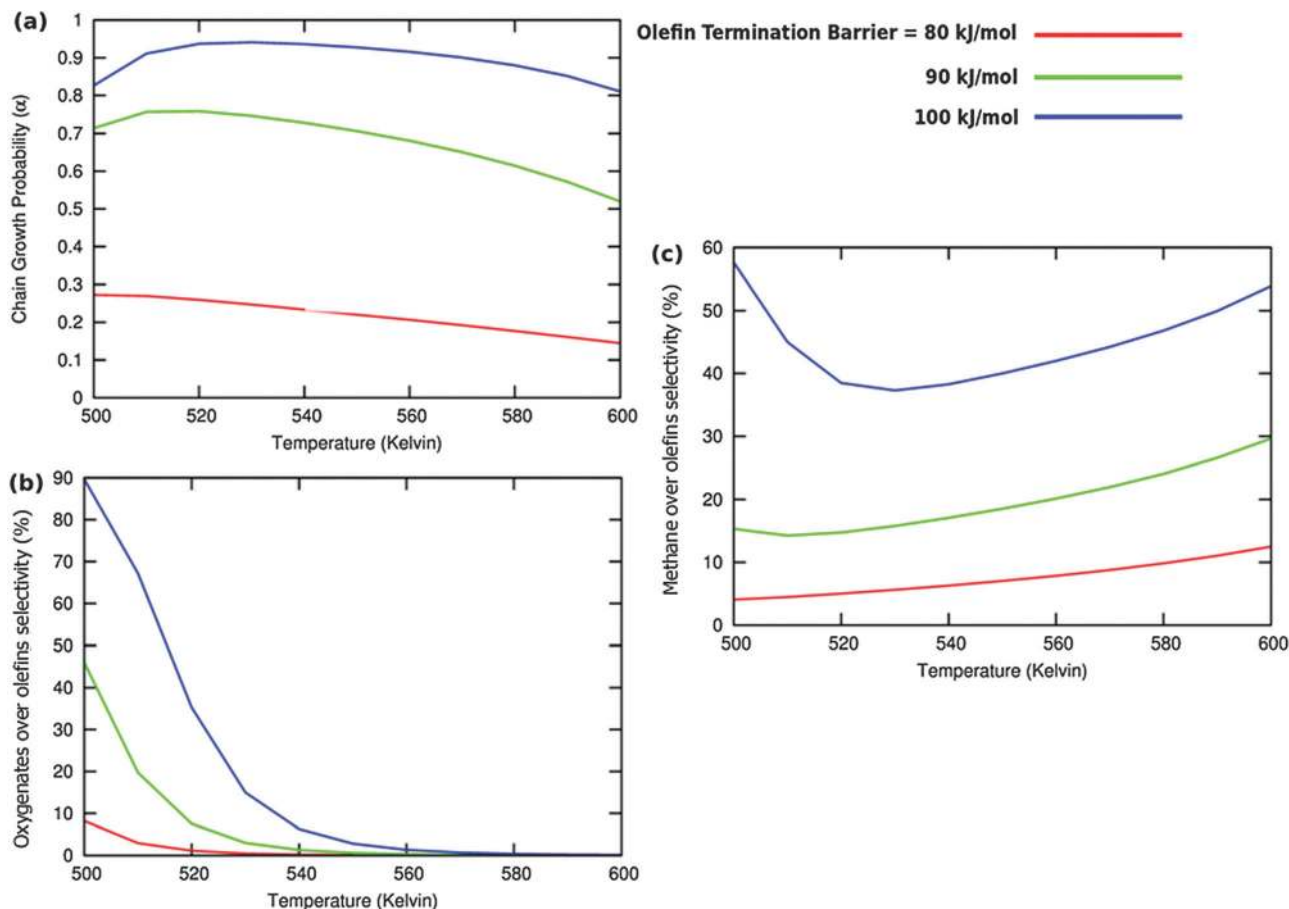 (a)
Chain Growth Probability (α)
1
0.9
0.8
0.7
0.6
0.5
0.4
0.3
0.2
0.1
0
500 520 540 560 580 600
Temperature (Kelvin)
Olefin Termination Barrier = 80 kJ/mol
90 kJ/mol
100 kJ/mol
(b)
Oxygenates over olefins selectivity (%)
90
80
70
60
50
40
30
20
10
0
500 520 540 560 580 600
Temperature (Kelvin)
(c)
Methane over olefins selectivity (%)
60
50
40
30
20
10
0
500 520 540 560 580 600
Temperature (Kelvin)